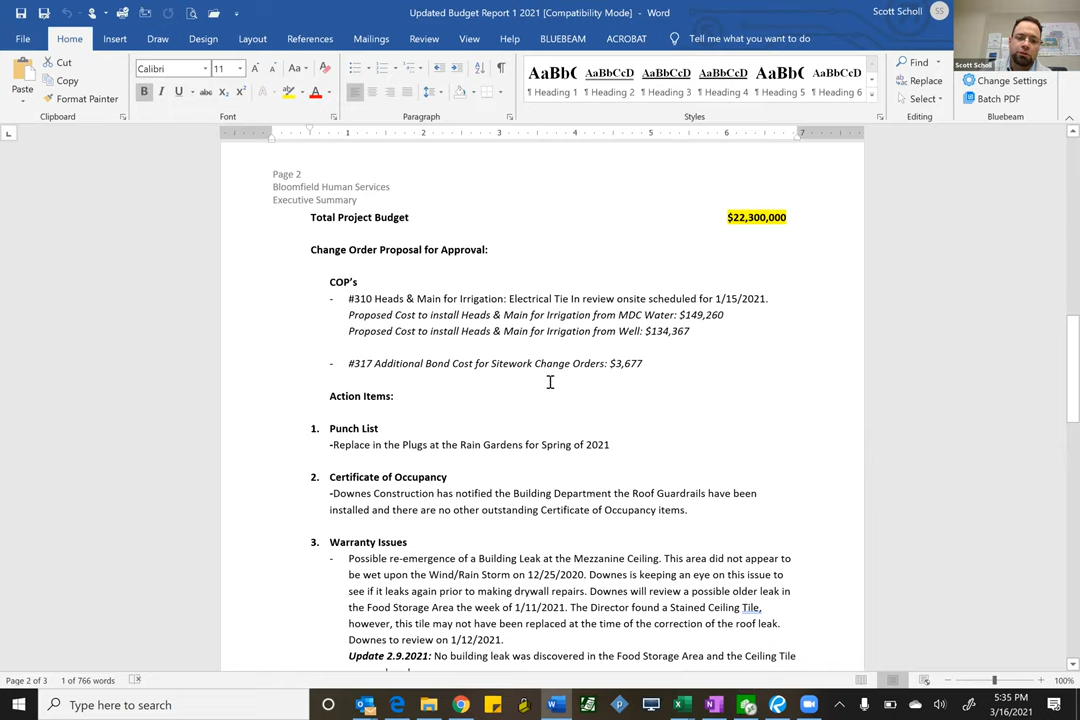 Updated Budget Report 1 2021 [Compatibility Mode] - Word
Scott Scholl
SS
File Home Insert Draw Design Layout References Mailings Review View Help BLUEBEAM ACROBAT Tell me what you want to do
Scott Scholl
Paste
Cut
Copy
Format Painter
Calibri 11
AaBb( AaBbCcD AaBbCcD AaBbCcD AaBb( AaBbCcD
¶ Heading 1 ¶ Heading 2 ¶ Heading 3 ¶ Heading 4 ¶ Heading 5 ¶ Heading 6
Find
Replace
Select
Change Settings
Batch PDF
Clipboard Font Paragraph Styles Editing Bluebeam
1 2 3 4 5 6 7
Page 2
Bloomfield Human Services
Executive Summary
Total Project Budget $22,300,000
Change Order Proposal for Approval:
COP's
- #310 Heads & Main for Irrigation: Electrical Tie In review onsite scheduled for 1/15/2021.
Proposed Cost to install Heads & Main for Irrigation from MDC Water: $149,260
Proposed Cost to install Heads & Main for Irrigation from Well: $134,367
- #317 Additional Bond Cost for Sitework Change Orders: $3,677
Action Items:
1. Punch List
-Replace in the Plugs at the Rain Gardens for Spring of 2021
2. Certificate of Occupancy
-Downes Construction has notified the Building Department the Roof Guardrails have been
installed and there are no other outstanding Certificate of Occupancy items.
3. Warranty Issues
- Possible re-emergence of a Building Leak at the Mezzanine Ceiling. This area did not appear
to be wet upon the Wind/Rain Storm on 12/25/2020. Downes is keeping an eye on this issue to
see if it leaks again prior to making drywall repairs. Downes will review a possible older leak in
the Food Storage Area the week of 1/11/2021. The Director found a Stained Ceiling Tile,
however, this tile may not have been replaced at the time of the correction of the roof leak.
Downes to review on 1/12/2021.
Update 2.9.2021: No building leak was discovered in the Food Storage Area and the Ceiling Tile
Page 2 of 3 1 of 766 words 100%
Type here to search
5:35 PM
3/16/2021